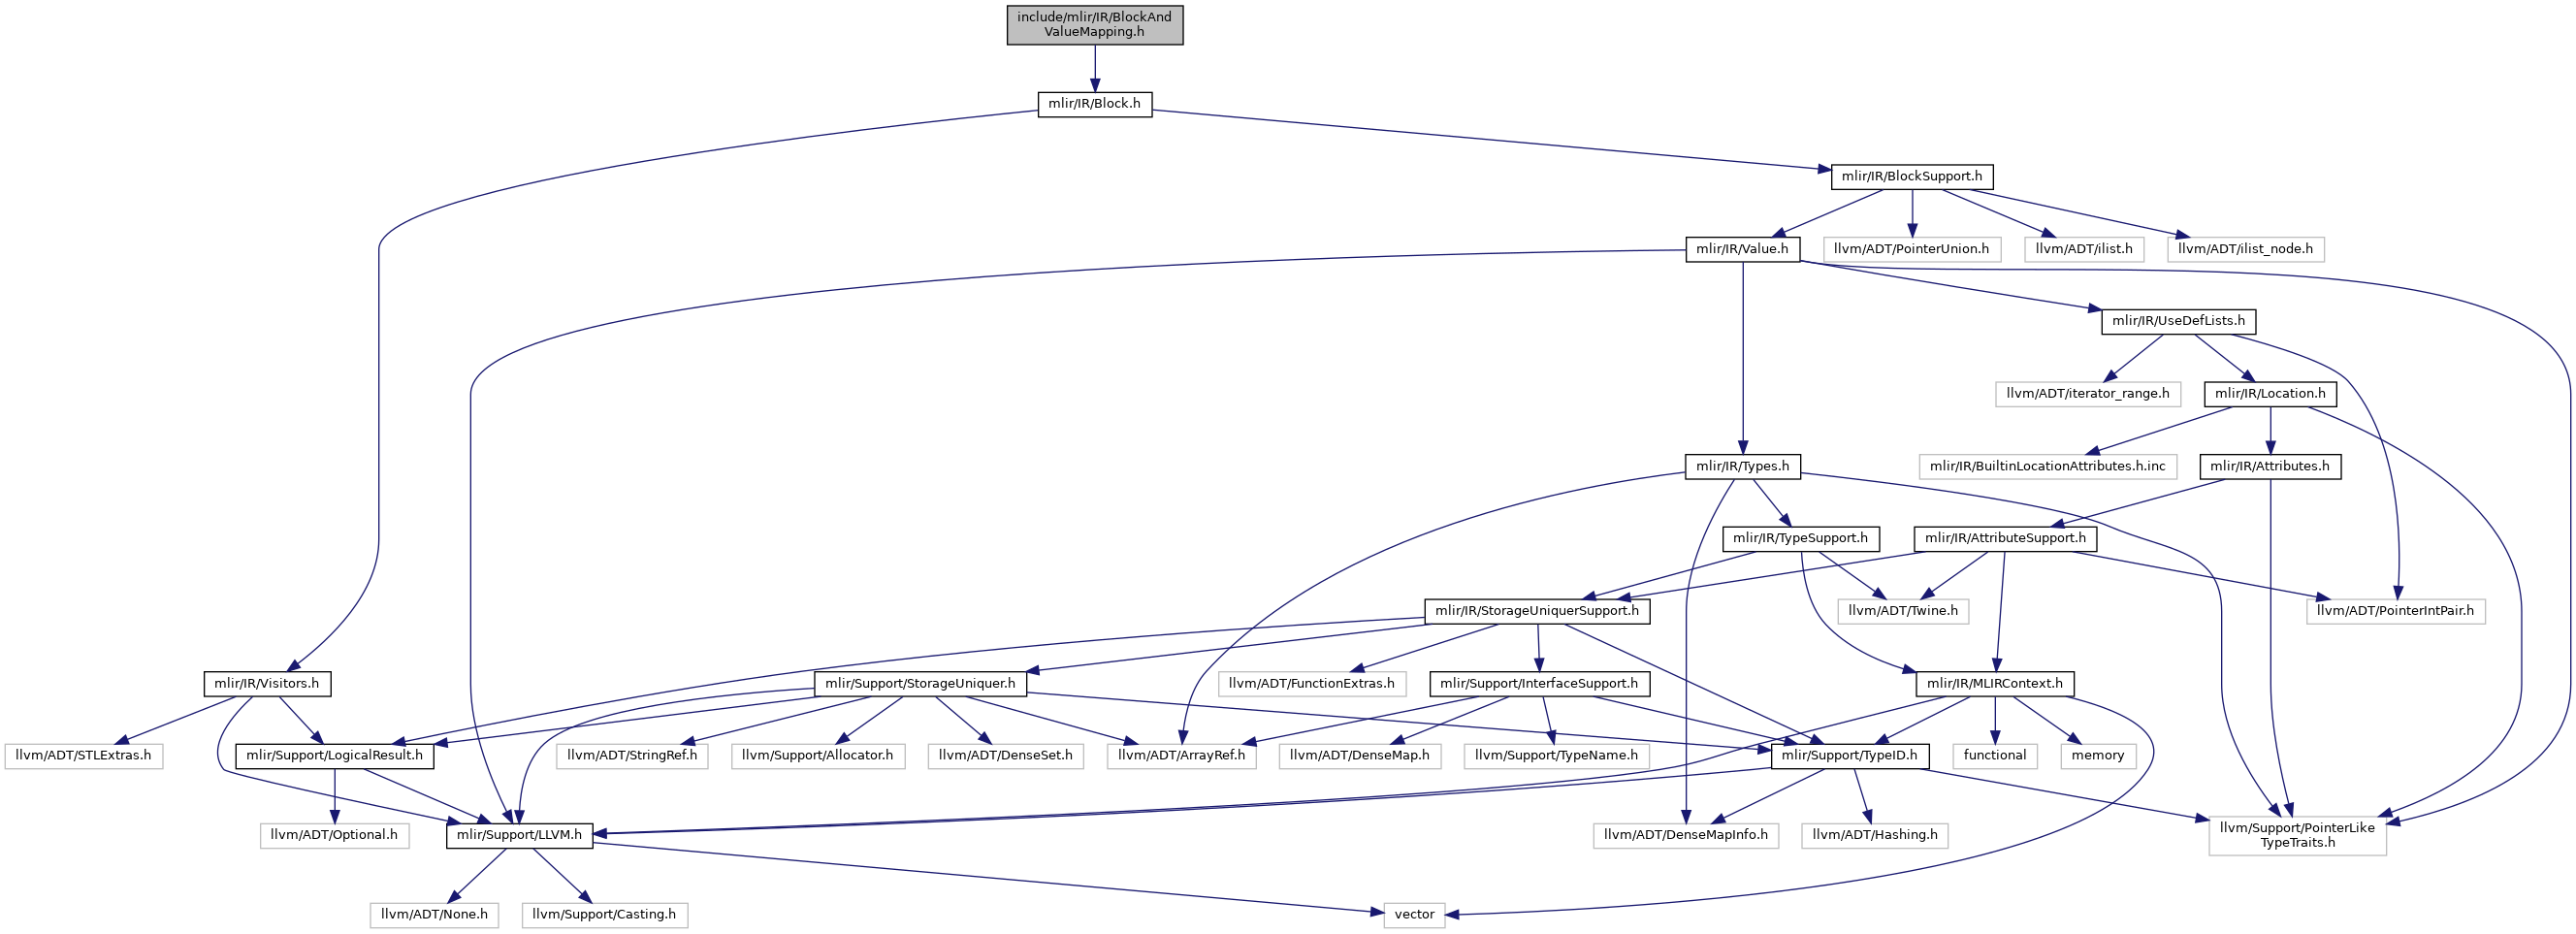 include/mlir/IR/BlockAnd
ValueMapping.h
mlir/IR/Block.h
mlir/IR/BlockSupport.h
mlir/IR/Value.h
llvm/ADT/PointerUnion.h
llvm/ADT/ilist.h
llvm/ADT/ilist_node.h
mlir/IR/UseDefLists.h
llvm/ADT/iterator_range.h
mlir/IR/Location.h
mlir/IR/Types.h
mlir/IR/BuiltinLocationAttributes.h.inc
mlir/IR/Attributes.h
mlir/IR/TypeSupport.h
mlir/IR/AttributeSupport.h
mlir/IR/StorageUniquerSupport.h
llvm/ADT/Twine.h
llvm/ADT/PointerIntPair.h
mlir/IR/Visitors.h
mlir/Support/StorageUniquer.h
llvm/ADT/FunctionExtras.h
mlir/Support/InterfaceSupport.h
mlir/IR/MLIRContext.h
llvm/ADT/STLExtras.h
mlir/Support/LogicalResult.h
llvm/ADT/StringRef.h
llvm/Support/Allocator.h
llvm/ADT/DenseSet.h
llvm/ADT/ArrayRef.h
llvm/ADT/DenseMap.h
llvm/Support/TypeName.h
mlir/Support/TypeID.h
functional
memory
llvm/ADT/Optional.h
mlir/Support/LLVM.h
llvm/ADT/DenseMapInfo.h
llvm/ADT/Hashing.h
llvm/Support/PointerLike
TypeTraits.h
llvm/ADT/None.h
llvm/Support/Casting.h
vector